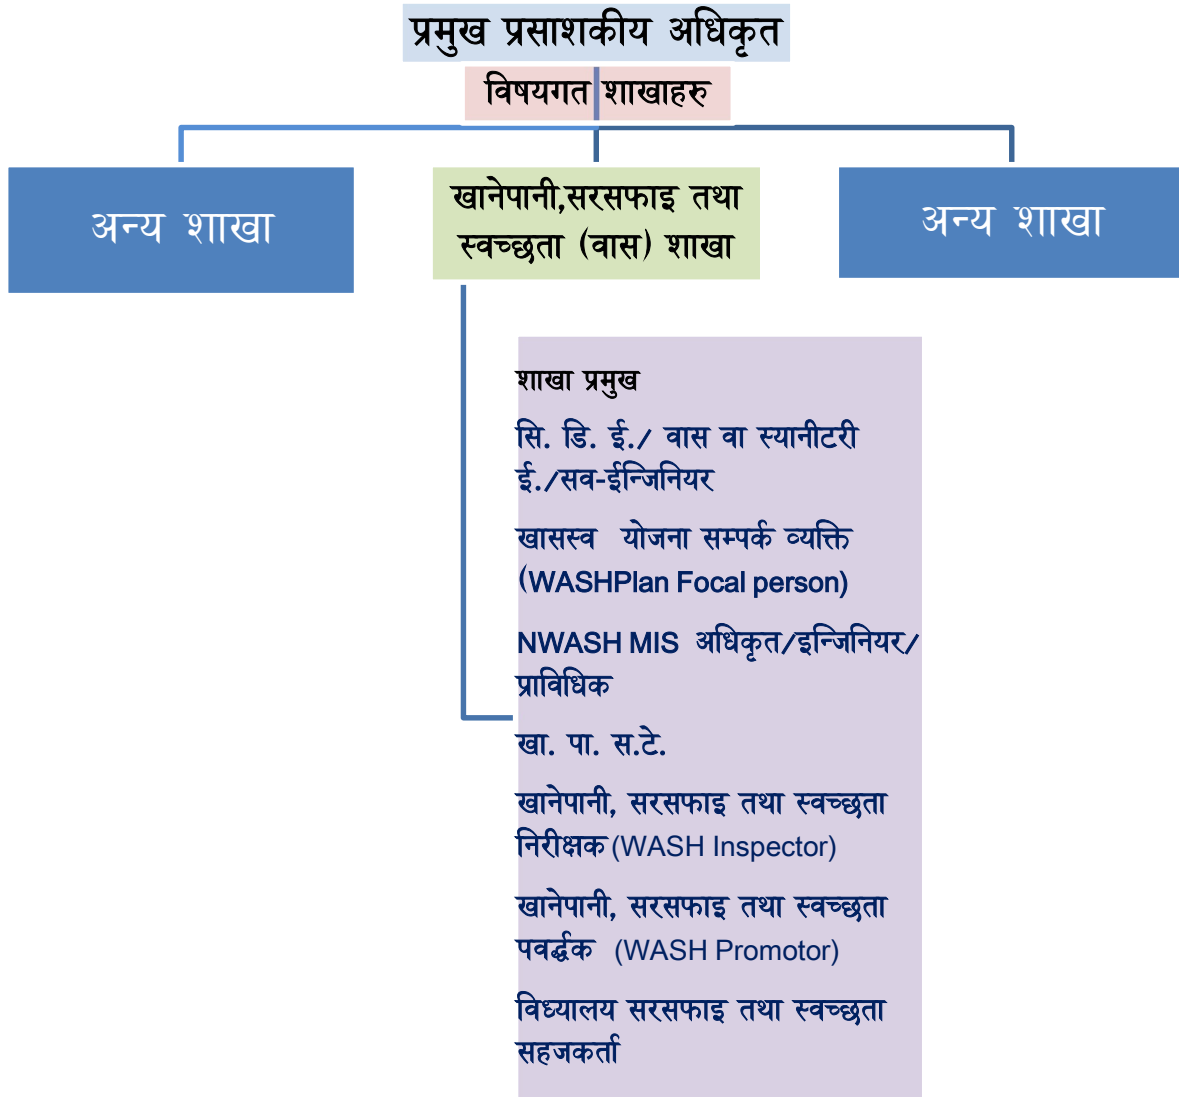 प्रमुख प्रसाशकीय अधिकृत
विषयगत शाखाहरु
अन्य शाखा
खानेपानी,सरसफाइ तथा
स्वच्छता (वास) शाखा
अन्य शाखा
शाखा प्रमुख
सि. डि. ई./ वास वा स्यानीटरी
ई./सव-ईन्जिनियर
खासस्व योजना सम्पर्क व्यक्ति
(WASHPlan Focal person)
NWASH MIS अधिकृत/इन्जिनियर/
प्राविधिक
खा. पा. स.टे.
खानेपानी, सरसफाइ तथा स्वच्छता
निरीक्षक (WASH Inspector)
खानेपानी, सरसफाइ तथा स्वच्छता
पवर्द्धक (WASH Promotor)
विध्यालय सरसफाइ तथा स्वच्छता
सहजकर्ता